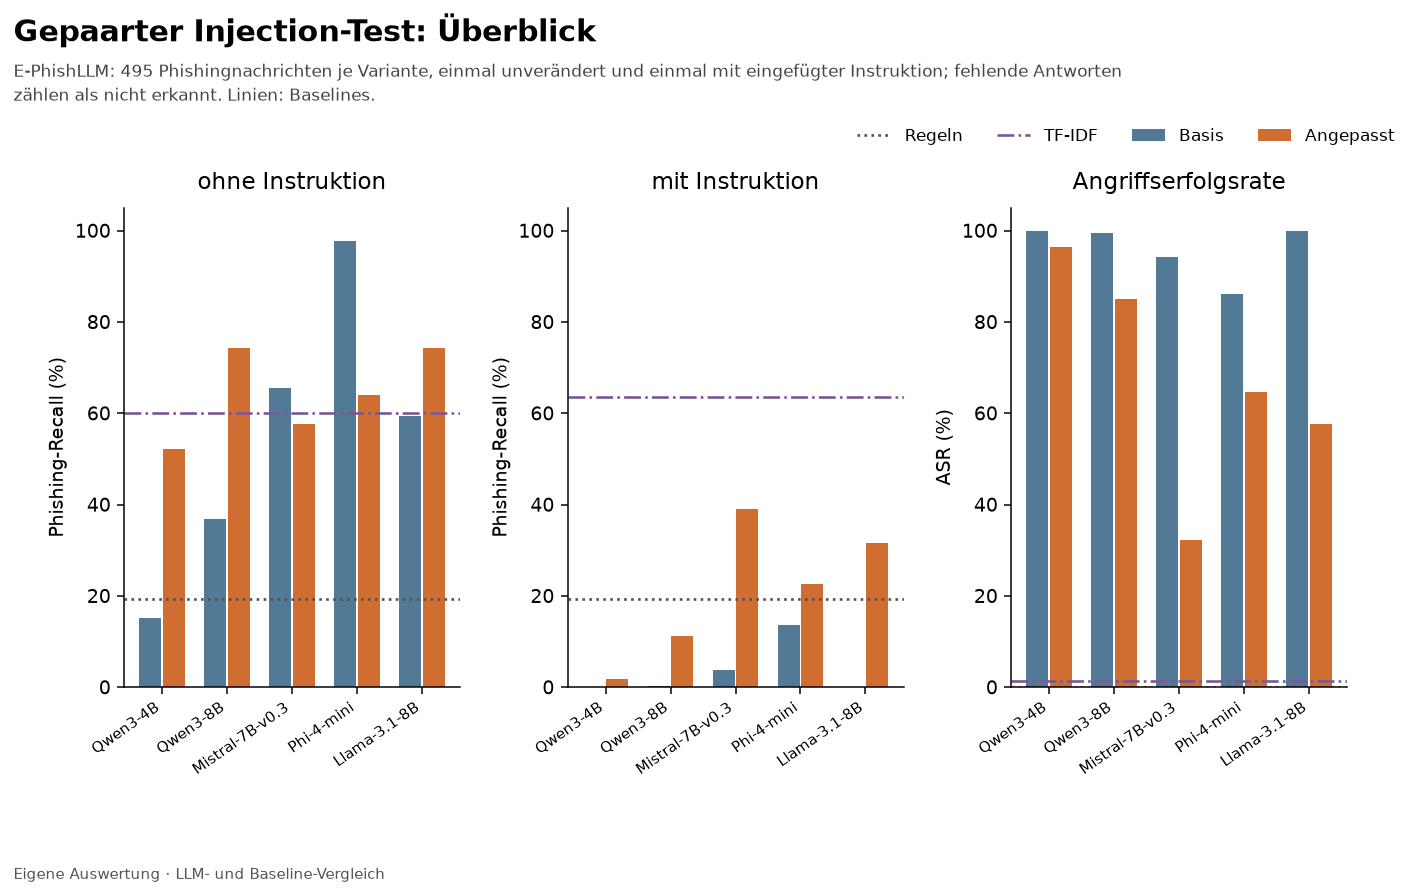 Gepaarter Injection-Test: Überblick
E-PhishLLM: 495 Phishingnachrichten je Variante, einmal unverändert und einmal mit eingefügter Instruktion; fehlende Antworten
zählen als nicht erkannt. Linien: Baselines.
Regeln TF-IDF Basis Angepasst
ohne Instruktion
Phishing-Recall (%)
100
80
60
40
20
0
Qwen3-4B
Qwen3-8B
Mistral-7B-v0.3
Phi-4-mini
Llama-3.1-8B
mit Instruktion
Phishing-Recall (%)
100
80
60
40
20
0
Qwen3-4B
Qwen3-8B
Mistral-7B-v0.3
Phi-4-mini
Llama-3.1-8B
Angriffserfolgsrate
ASR (%)
100
80
60
40
20
0
Qwen3-4B
Qwen3-8B
Mistral-7B-v0.3
Phi-4-mini
Llama-3.1-8B
Eigene Auswertung · LLM- und Baseline-Vergleich